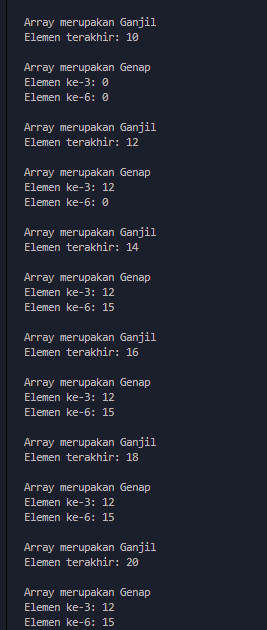 Array merupakan Ganjil
Elemen terakhir: 10
Array merupakan Genap
Elemen ke-3: 0
Elemen ke-6: 0
Array merupakan Ganjil
Elemen terakhir: 12
Array merupakan Genap
Elemen ke-3: 12
Elemen ke-6: 0
Array merupakan Ganjil
Elemen terakhir: 14
Array merupakan Genap
Elemen ke-3: 12
Elemen ke-6: 15
Array merupakan Ganjil
Elemen terakhir: 16
Array merupakan Genap
Elemen ke-3: 12
Elemen ke-6: 15
Array merupakan Ganjil
Elemen terakhir: 18
Array merupakan Genap
Elemen ke-3: 12
Elemen ke-6: 15
Array merupakan Ganjil
Elemen terakhir: 20
Array merupakan Genap
Elemen ke-3: 12
Elemen ke-6: 15